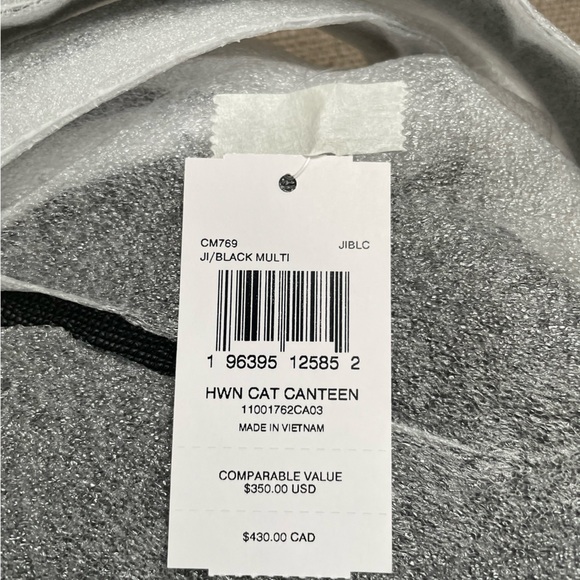 CM769 JIBLC
JI/BLACK MULTI
1 96395 12585 2
HWN CAT CANTEEN
11001762CA03
MADE IN VIETNAM
COMPARABLE VALUE
$350.00 USD
$430.00 CAD